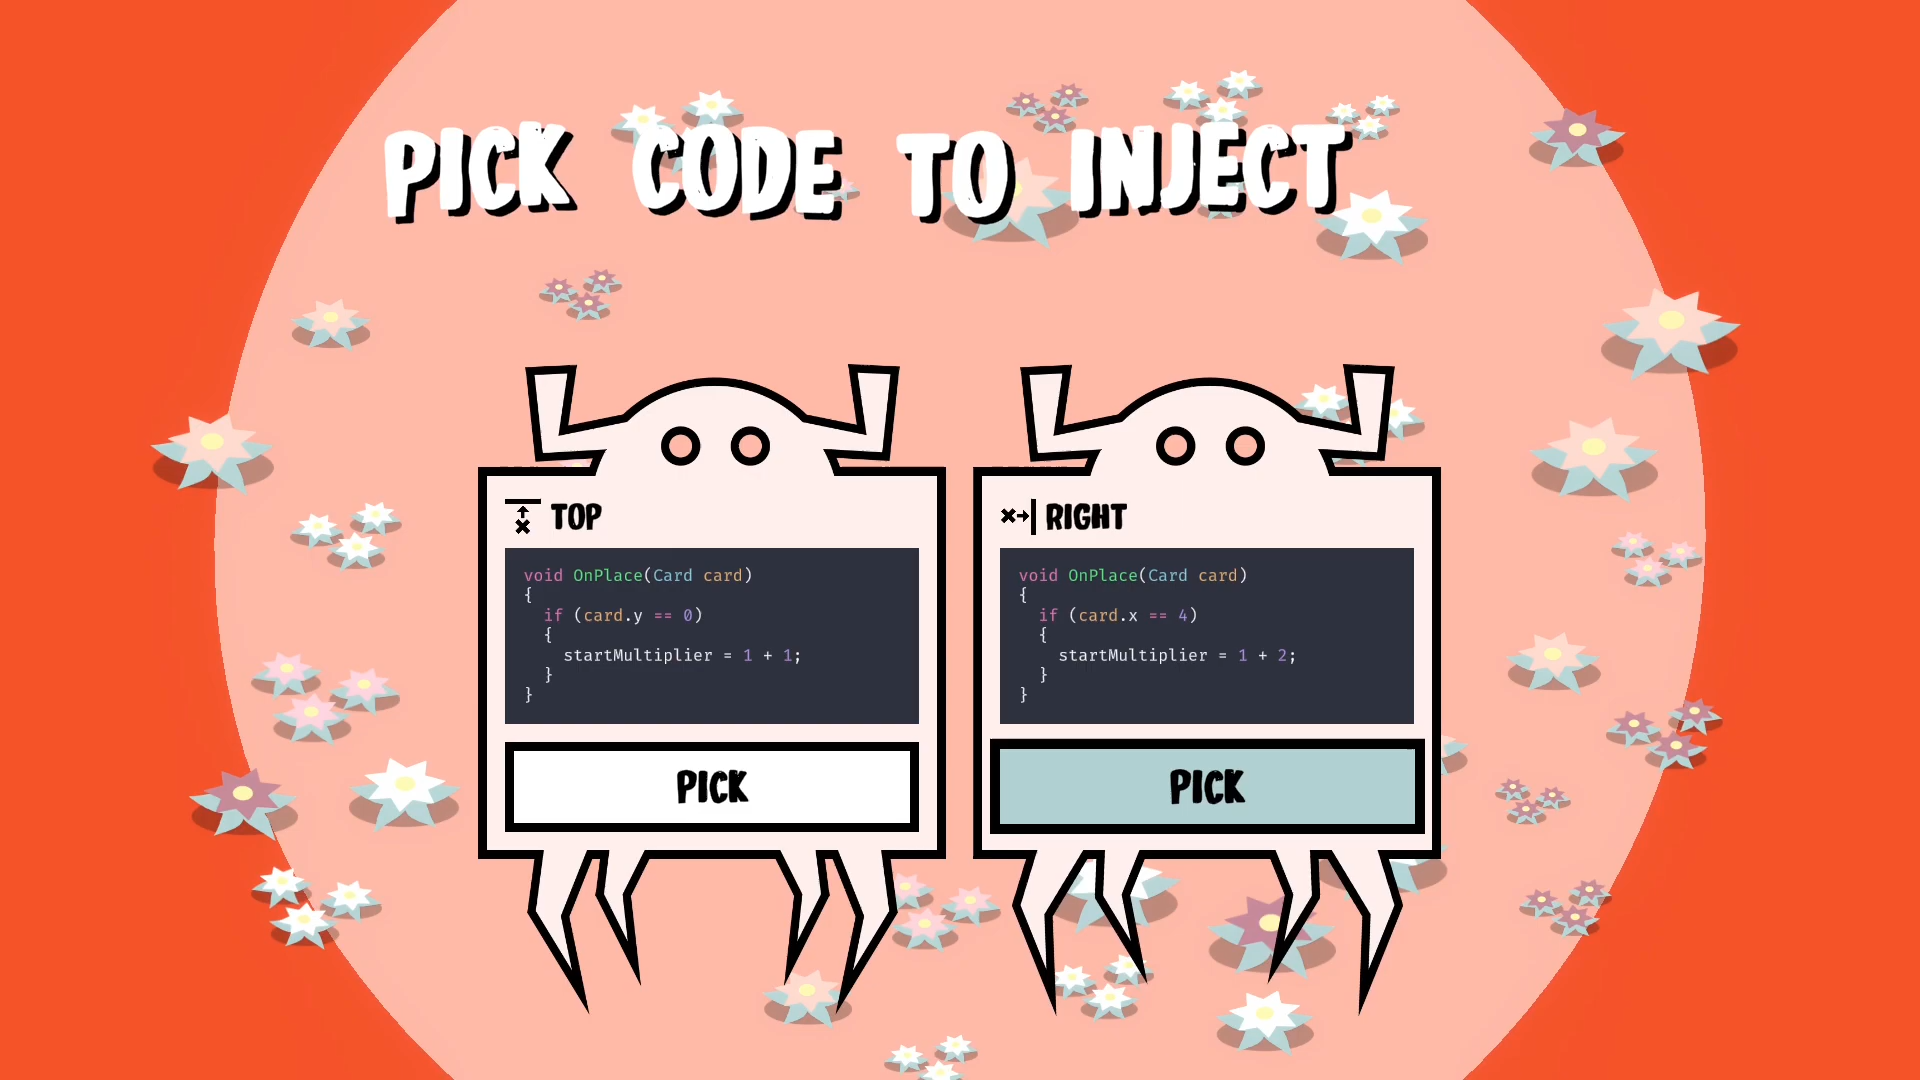 PICK CODE TO INJECT
TOP
void OnPlace(Card card)
{
  if (card.y == 0)
  {
    startMultiplier = 1 + 1;
  }
}
PICK
RIGHT
void OnPlace(Card card)
{
  if (card.x == 4)
  {
    startMultiplier = 1 + 2;
  }
}
PICK